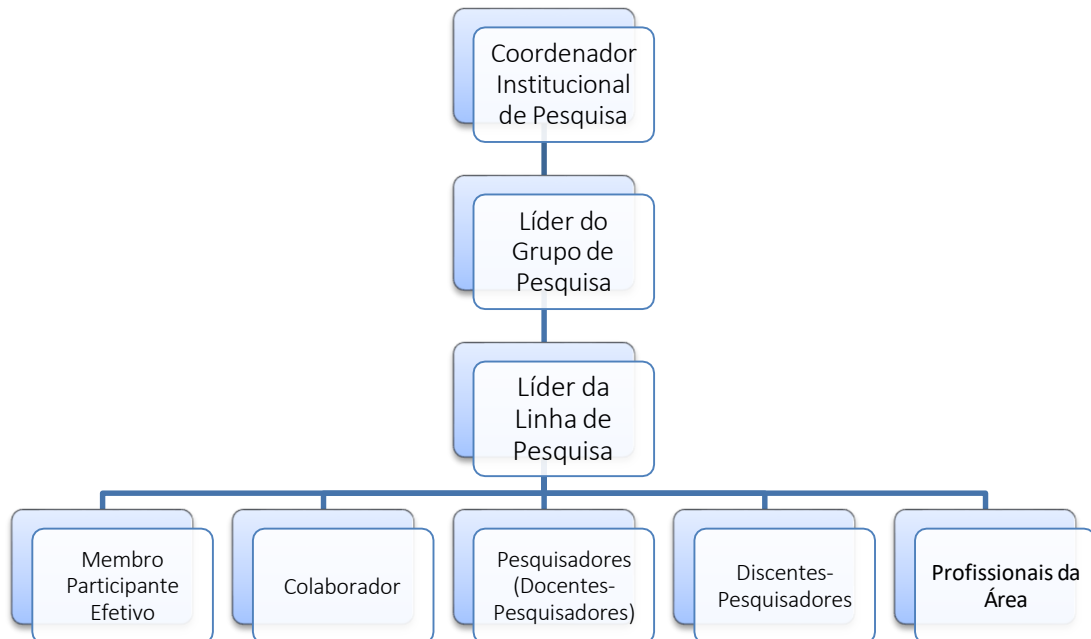 Coordenador
Institucional
de Pesquisa
Líder do
Grupo de
Pesquisa
Líder da
Linha de
Pesquisa
Membro
Participante
Efetivo
Colaborador
Pesquisadores
(Docentes-
Pesquisadores)
Discentes-
Pesquisadores
Profissionais da
Área